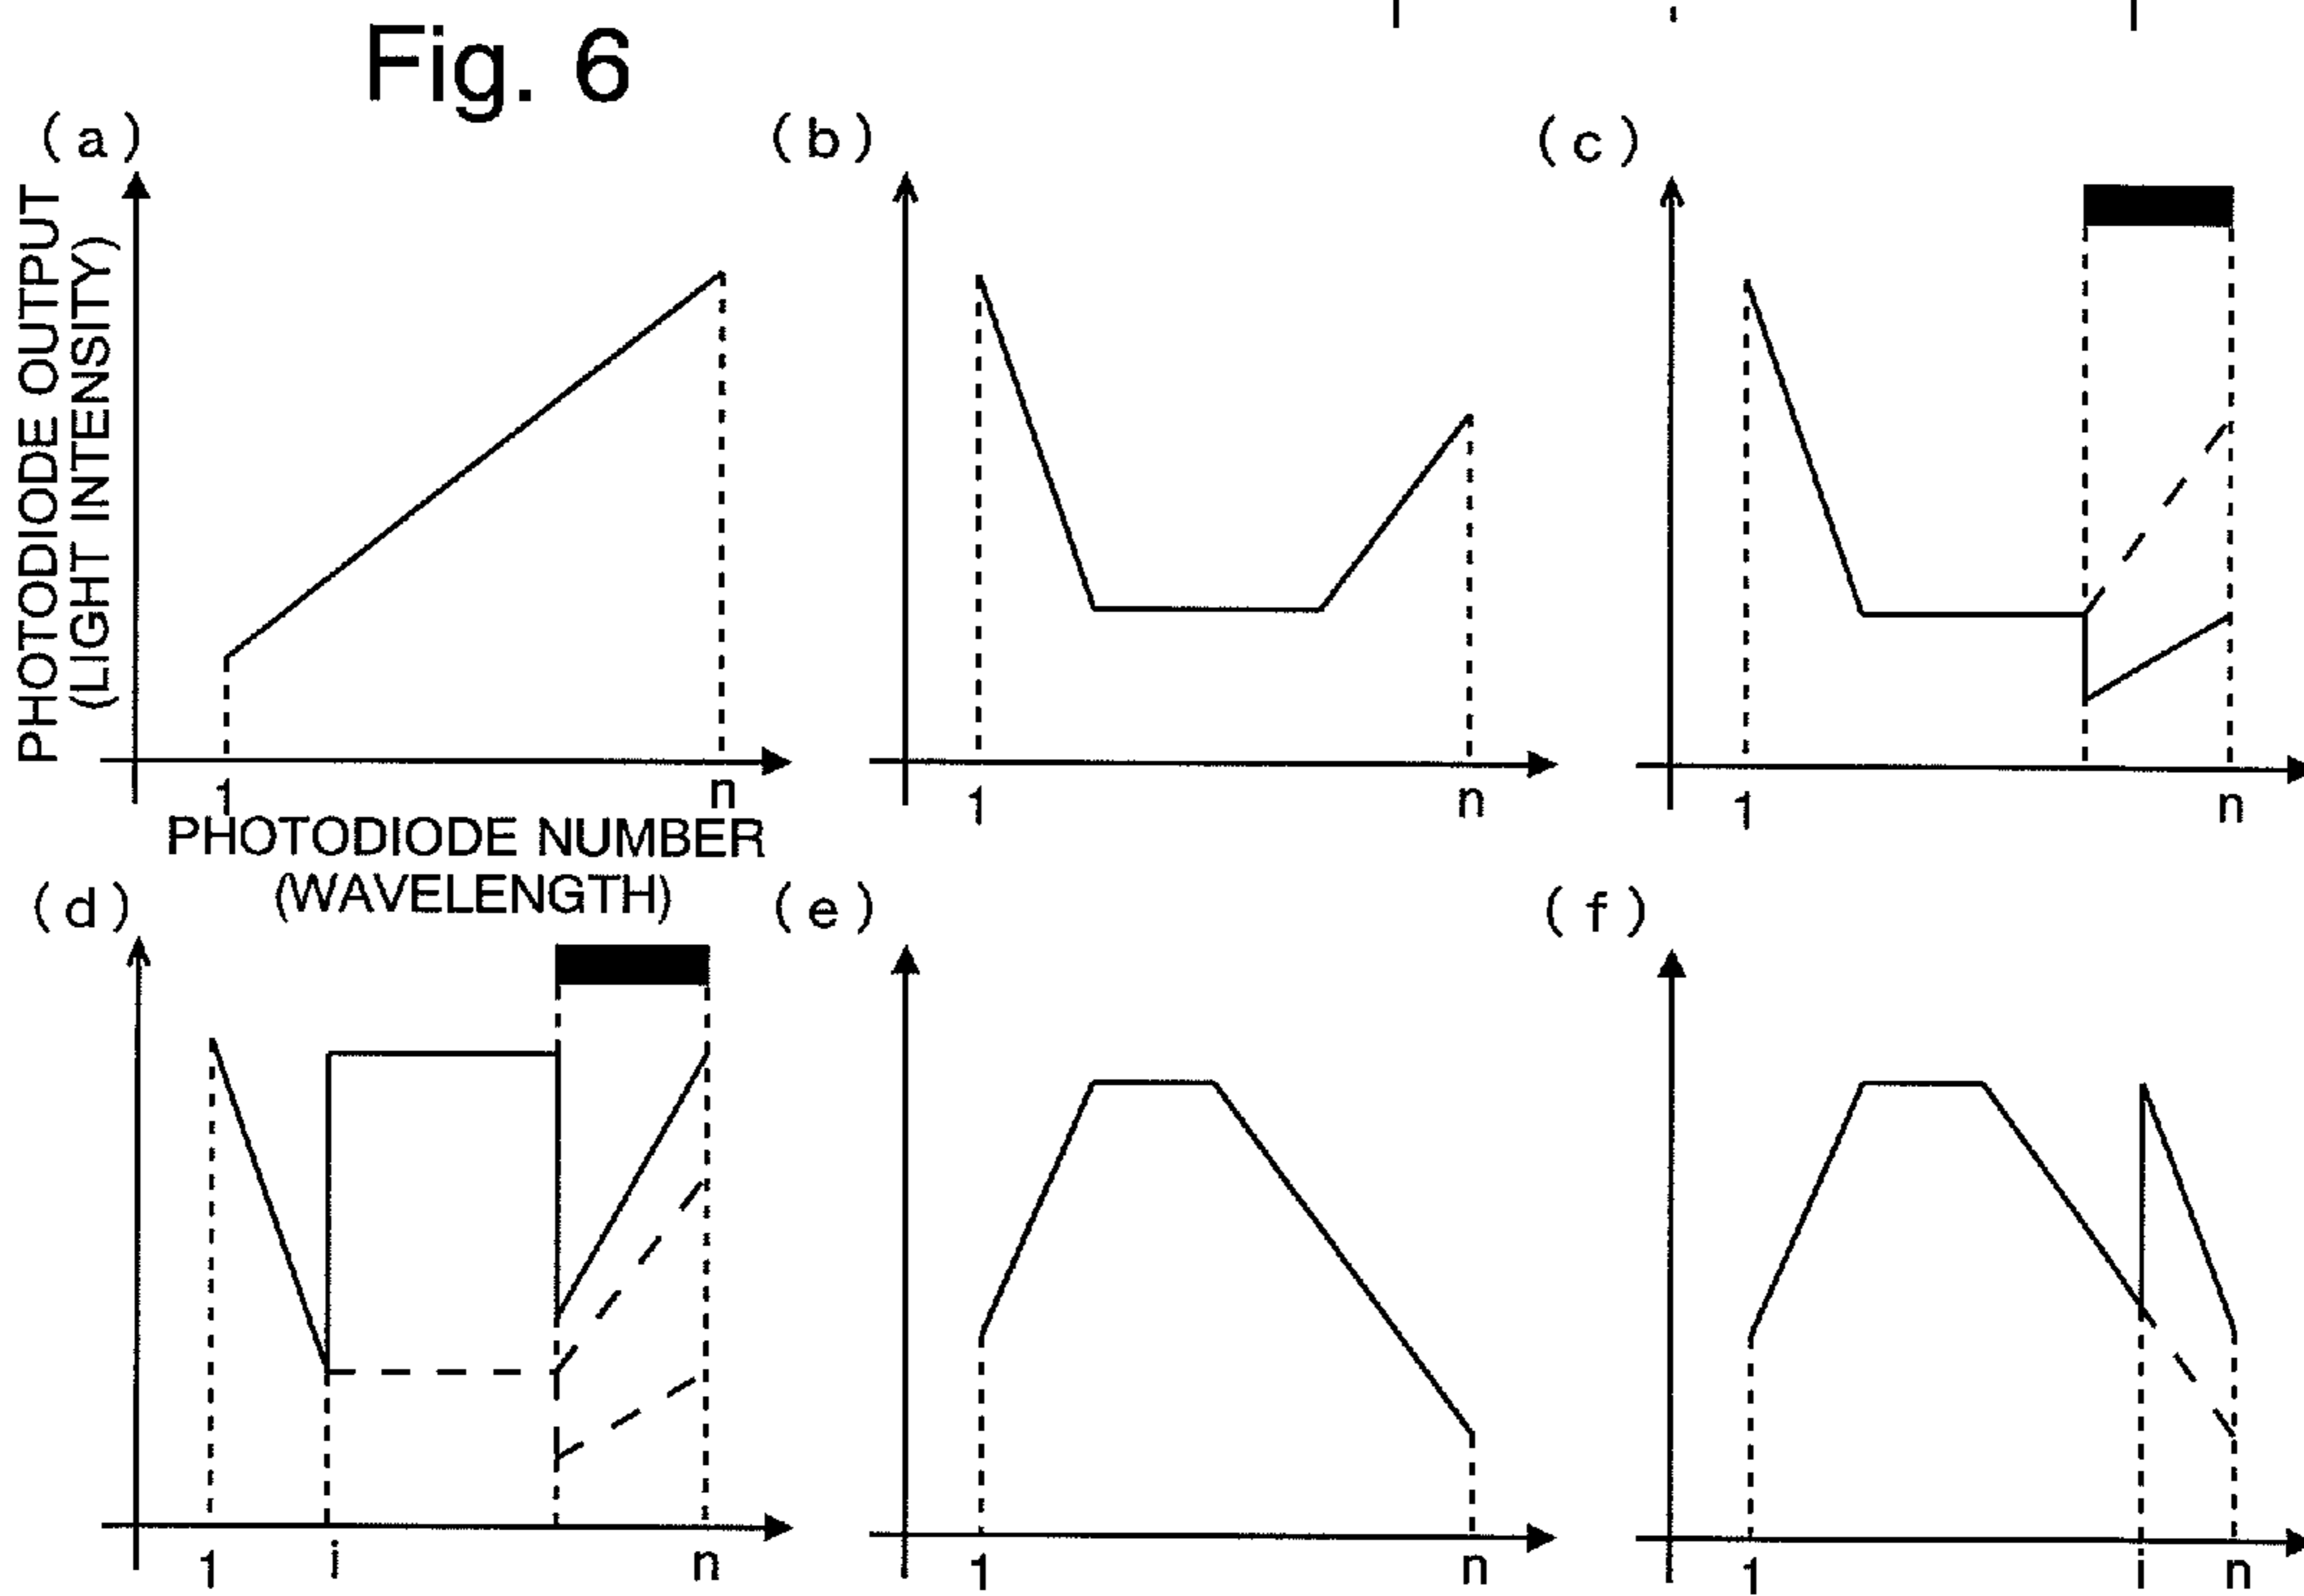 Fig. 6
(a)
(b)
(c)
PHOTODIODE OUTPUT
(LIGHT INTENSITY)
1
n
1
n
1
n
PHOTODIODE NUMBER
(WAVELENGTH)
(d)
(e)
(f)
1
i
n
1
n
1
i
n